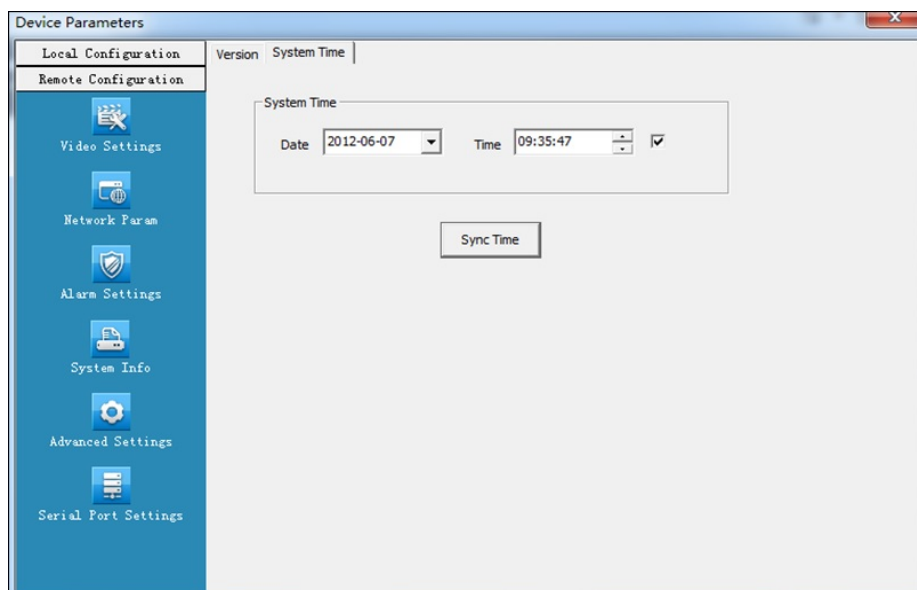 Device Parameters
Local Configuration
Remote Configuration
Video Settings
Network Param
Alarm Settings
System Info
Advanced Settings
Serial Port Settings
Version System Time
System Time
Date 2012-06-07 Time 09:35:47
Sync Time